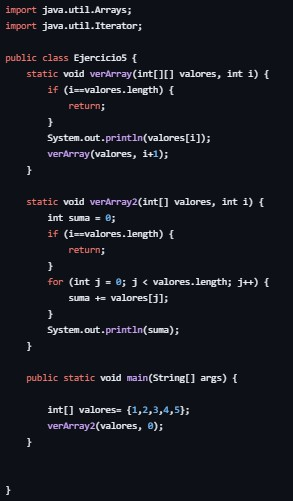 import java.util.Arrays;
import java.util.Iterator;

public class Ejercicio5 {
    static void verArray(int[][] valores, int i) {
        if (i==valores.length) {
            return;
        }
        System.out.println(valores[i]);
        verArray(valores, i+1);
    }

    static void verArray2(int[] valores, int i) {
        int suma = 0;
        if (i==valores.length) {
            return;
        }
        for (int j = 0; j < valores.length; j++) {
            suma += valores[j];
        }
        System.out.println(suma);
    }

    public static void main(String[] args) {

        int[] valores= {1,2,3,4,5};
        verArray2(valores, 0);
    }


}